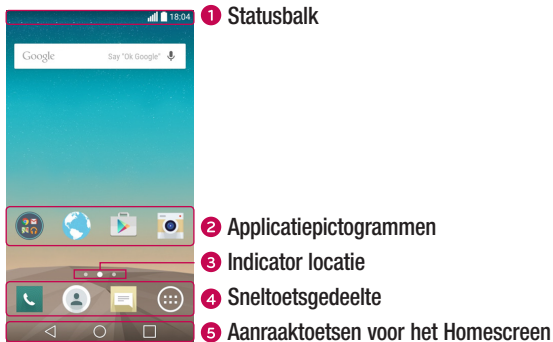 18:04
1 Statusbalk
Google Say "Ok Google"
2 Applicatiepictogrammen
3 Indicator locatie
4 Sneltoetsgedeelte
5 Aanraaktoetsen voor het Homescreen